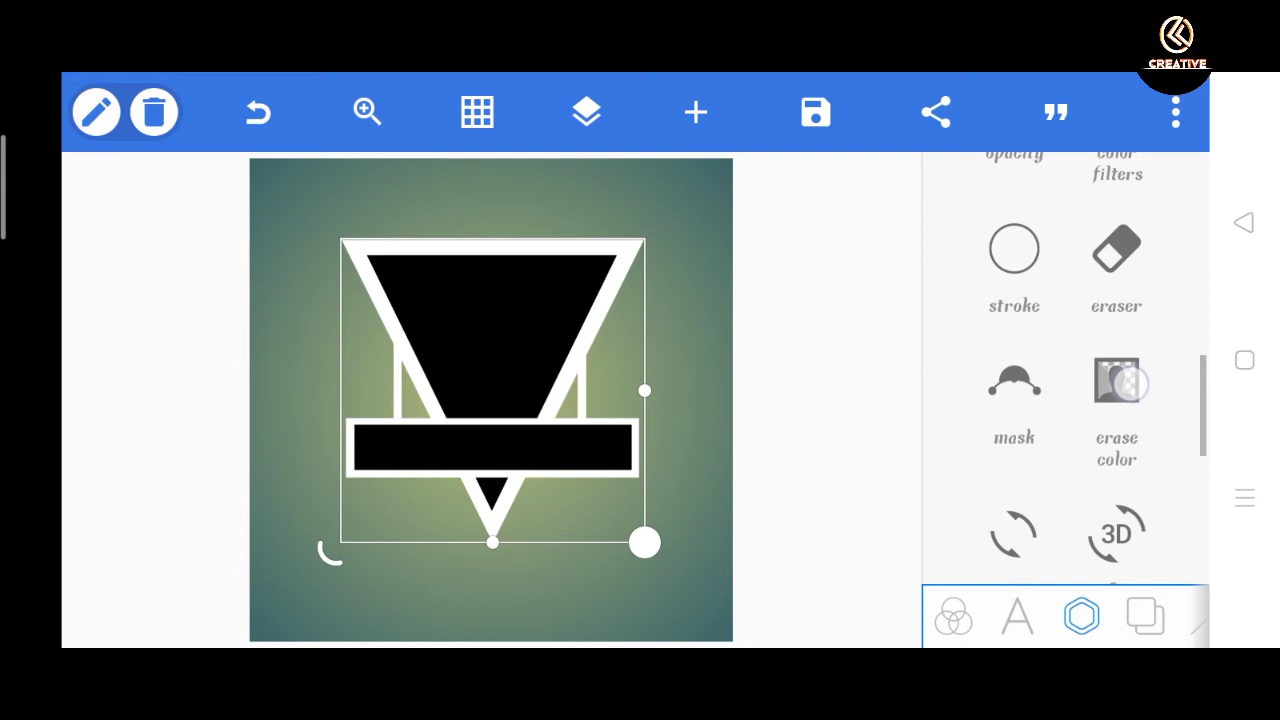 CREATIVE
opacity
color
filters
stroke
eraser
mask
erase
color
3D